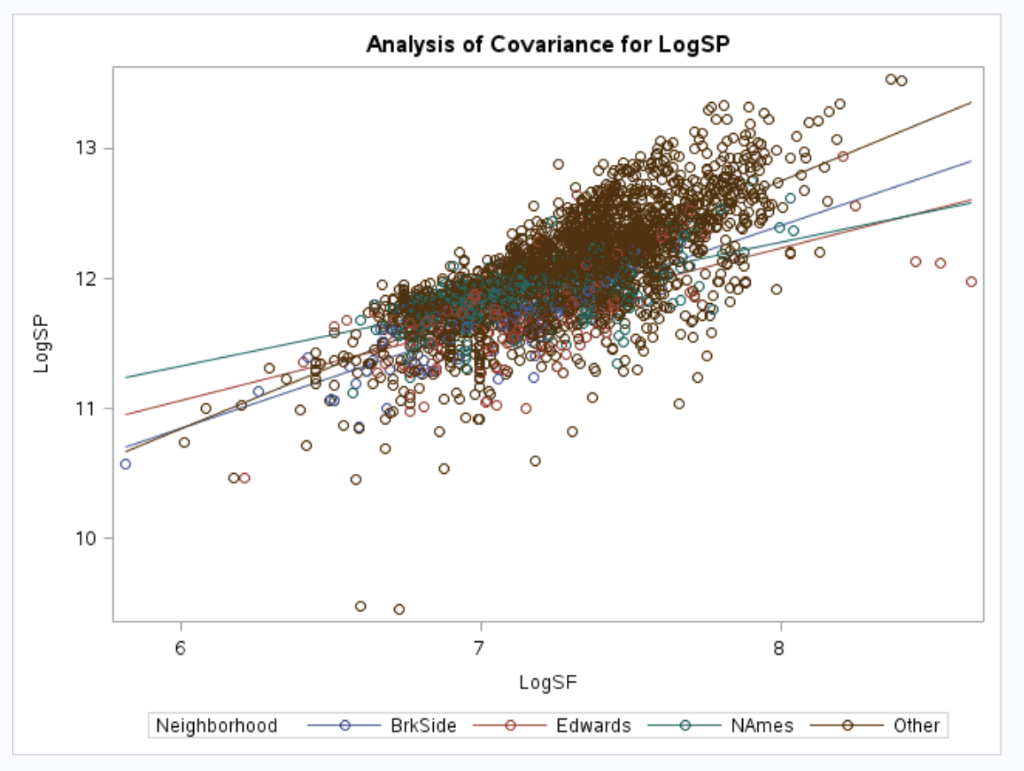 Analysis of Covariance for LogSP
13
12
11
10
LogSP
6 7 8
LogSF
Neighborhood BrkSide Edwards NAmes Other